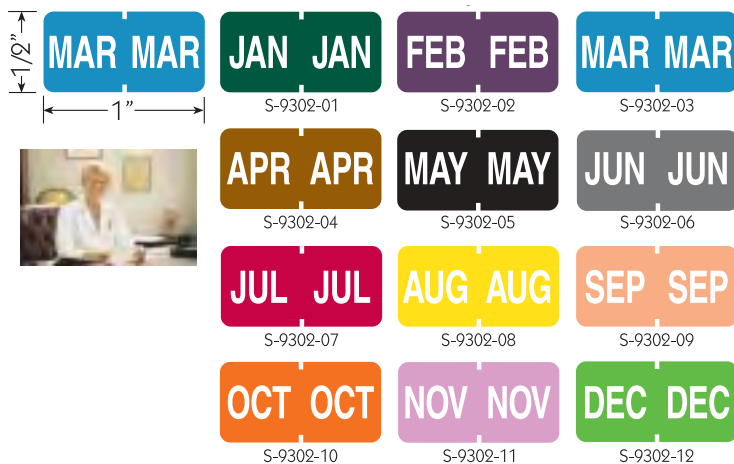 1/2”
MAR MAR
1”
JAN JAN
S-9302-01
FEB FEB
S-9302-02
MAR MAR
S-9302-03
APR APR
S-9302-04
MAY MAY
S-9302-05
JUN JUN
S-9302-06
JUL JUL
S-9302-07
AUG AUG
S-9302-08
SEP SEP
S-9302-09
OCT OCT
S-9302-10
NOV NOV
S-9302-11
DEC DEC
S-9302-12